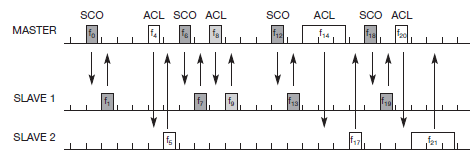 SCO ACL SCO ACL SCO ACL SCO ACL
MASTER f0 f4 f6 f8 f12 f14 f18 f20
SLAVE 1 f1 f7 f9 f13 f19
SLAVE 2 f5 f17 f21